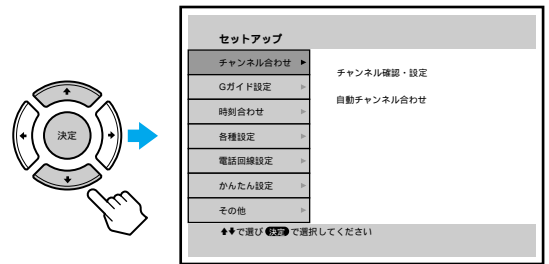 決定
セットアップ
チャンネル合わせ
Gガイド設定
時刻合わせ
各種設定
電話回線設定
かんたん設定
その他
チャンネル確認・設定
自動チャンネル合わせ
で選び 決定 で選択してください